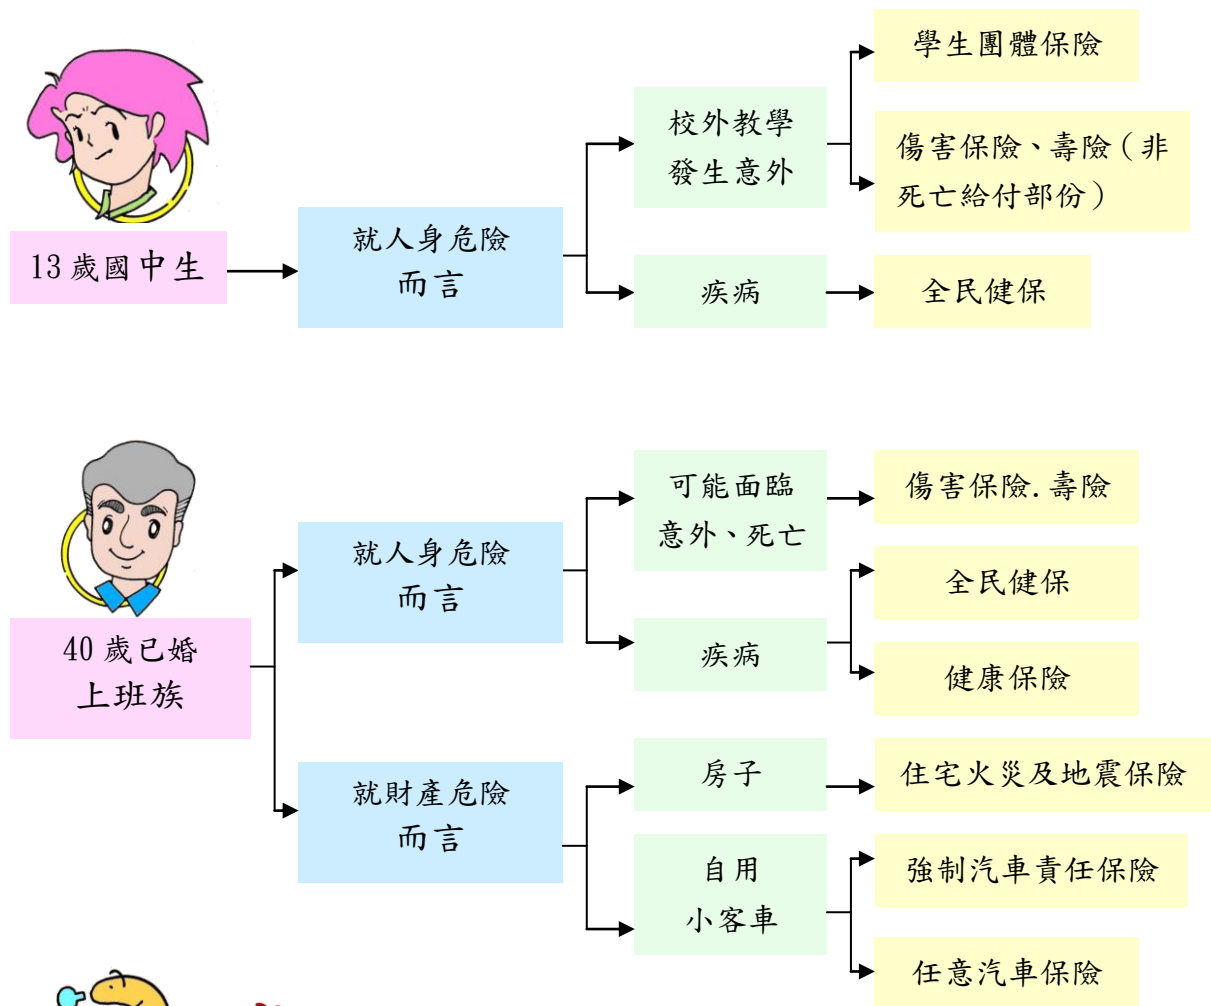 學生團體保險
校外教學
發生意外
傷害保險、壽險(非
死亡給付部份)
13歲國中生
就人身危險
而言
疾病
全民健保
可能面臨
意外、死亡
傷害保險.壽險
就人身危險
而言
全民健保
疾病
健康保險
40歲已婚
上班族
房子
住宅火災及地震保險
就財產危險
而言
自用
小客車
強制汽車責任保險
任意汽車保險